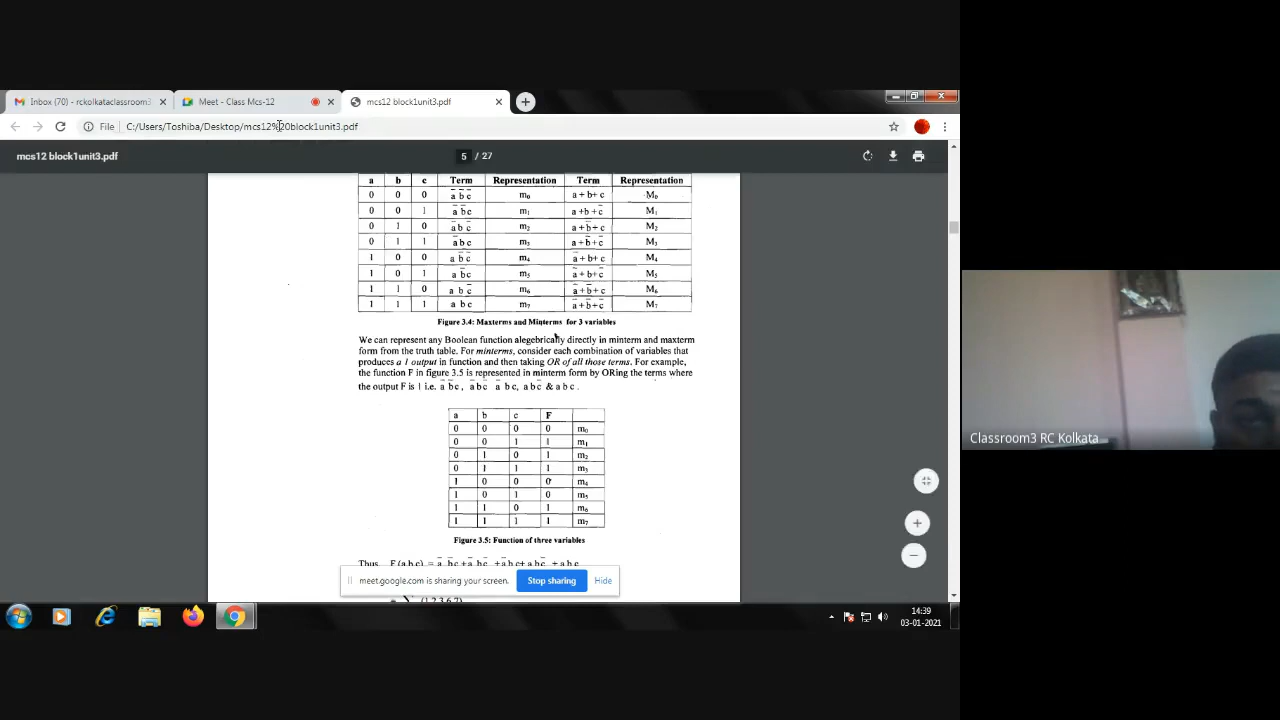 Inbox (70) - rckolkataclassroom3
Meet - Class Mcs-12
mcs12 block1unit3.pdf
File
C:/Users/Toshiba/Desktop/mcs12%20block1unit3.pdf
mcs12 block1unit3.pdf
5 / 27
a b c Term Representation Term Representation
0 0 0 a̅ b̅ c̅ m₀ a + b+ c M₀
0 0 1 a̅ b̅ c m₁ a +b + c̅ M₁
0 1 0 a̅ b c̅ m₂ a+ b̅ + c M₂
0 1 1 a̅ b c m₃ a+ b̅+ c̅ M₃
1 0 0 a b̅ c̅ m₄ a̅ + b+ c M₄
1 0 1 a b̅ c m₅ a̅ + b+ c̅ M₅
1 1 0 a b c̅ m₆ a̅ + b̅ + c M₆
1 1 1 a b c m₇ a̅ + b̅+ c̅ M₇
Figure 3.4: Maxterms and Minterms for 3 variables
We can represent any Boolean function alegebrically directly in minterm and maxterm
form from the truth table. For minterms, consider each combination of variables that
produces a 1 output in function and then taking OR of all those terms. For example,
the function F in figure 3.5 is represented in minterm form by ORing the terms where
the output F is 1 i.e. a̅ b̅ c, a̅ b c̅ a̅ b c, a b c̅ & a b c .
a b c F
0 0 0 0 m₀
0 0 1 1 m₁
0 1 0 1 m₂
0 1 1 1 m₃
1 0 0 0 m₄
1 0 1 0 m₅
1 1 0 1 m₆
1 1 1 1 m₇
Figure 3.5: Function of three variables
Thus F (a b c) = a̅ b̅ c + a̅ b c̅ + a̅ b c+ a b c̅ + a b c
meet.google.com is sharing your screen.
Stop sharing
Hide
= ∑ (1,2,3,6,7)
14:39
03-01-2021
Classroom3 RC Kolkata